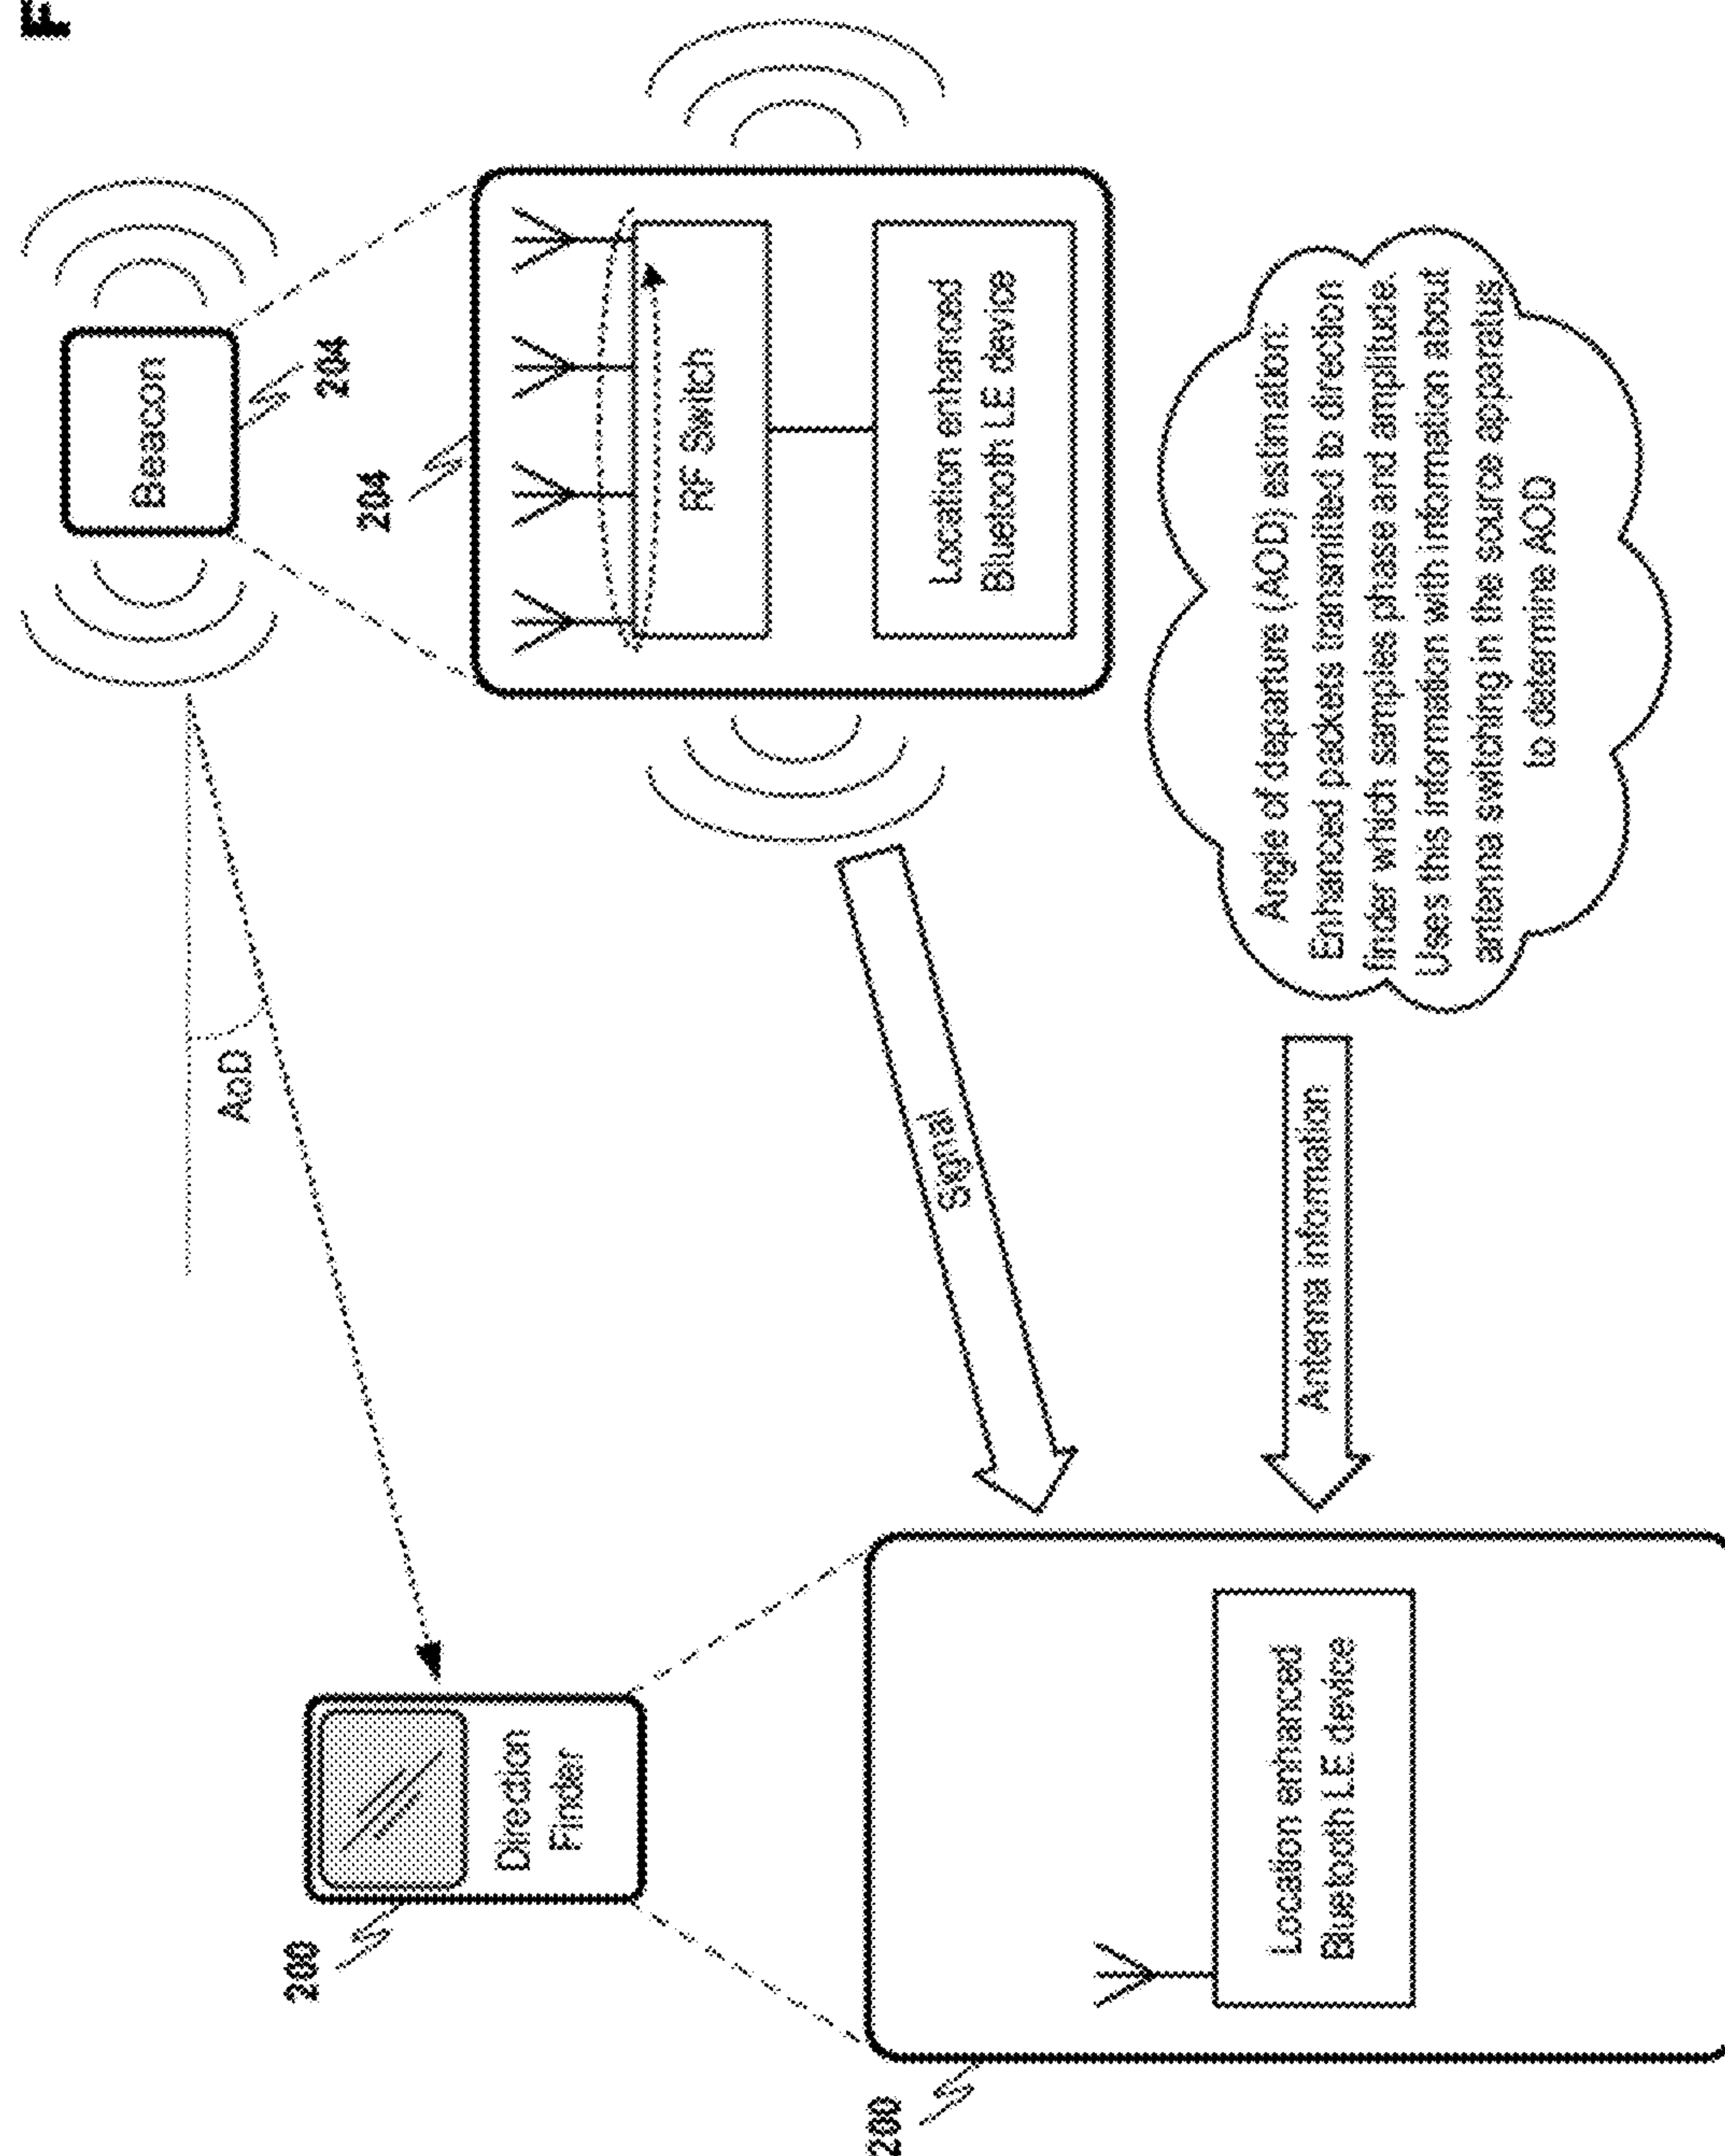 F
Beacon
204
204
RF Switch
Location enhanced
Bluetooth LE device
AoD
Signal
Antenna information
Angle of departure (AOD) estimation:
Enhanced packets transmitted to direction
finder which samples phase and amplitude.
Uses this information with information about
antenna switching in the source apparatus
to determine AOD
200
Direction
Finder
200
Location enhanced
Bluetooth LE device